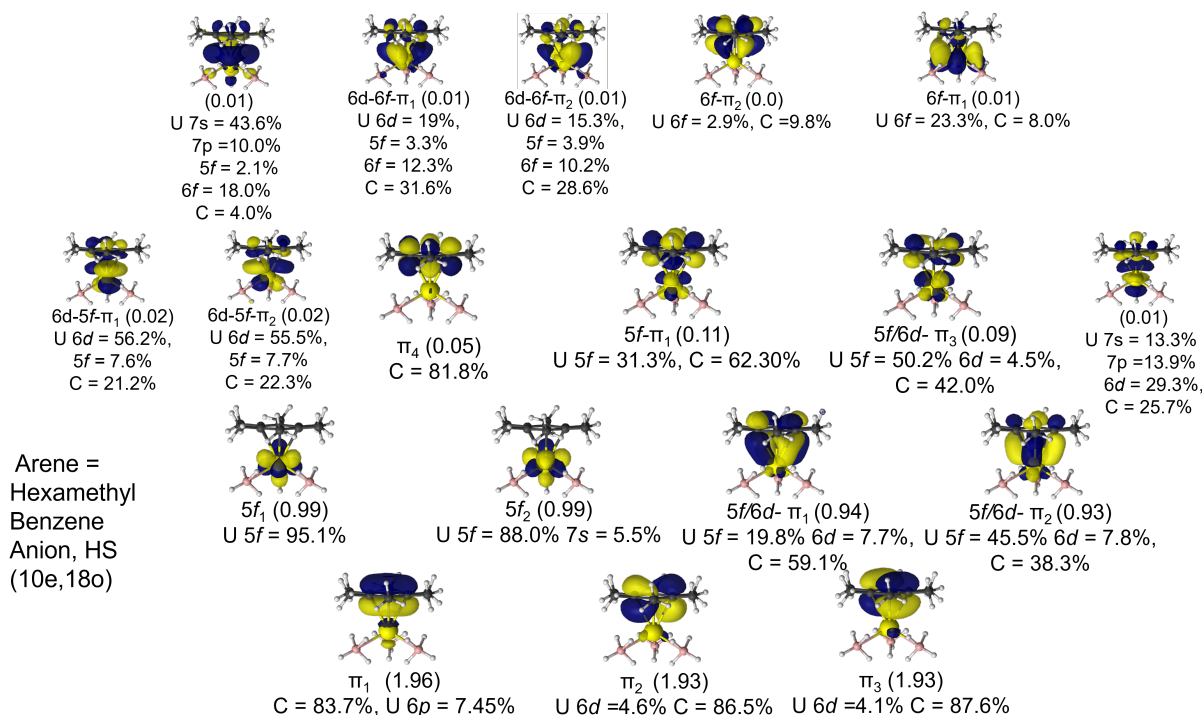 (0.01)
U 7s = 43.6%
7p =10.0%
5f = 2.1%
6f = 18.0%
C = 4.0%
6d-6f-π₁ (0.01)
U 6d = 19%,
5f = 3.3%
6f = 12.3%
C = 31.6%
6d-6f-π₂ (0.01)
U 6d = 15.3%,
5f = 3.9%
6f = 10.2%
C = 28.6%
6f-π₂ (0.0)
U 6f = 2.9%, C =9.8%
6f-π₁ (0.01)
U 6f = 23.3%, C = 8.0%
6d-5f-π₁ (0.02)
U 6d = 56.2%,
5f = 7.6%
C = 21.2%
6d-5f-π₂ (0.02)
U 6d = 55.5%,
5f = 7.7%
C = 22.3%
π₄ (0.05)
C = 81.8%
5f-π₁ (0.11)
U 5f = 31.3%, C = 62.30%
5f/6d- π₃ (0.09)
U 5f = 50.2% 6d = 4.5%,
C = 42.0%
(0.01)
U 7s = 13.3%
7p =13.9%
6d = 29.3%,
C = 25.7%
Arene =
Hexamethyl
Benzene
Anion, HS
(10e,18o)
5f₁ (0.99)
U 5f = 95.1%
5f₂ (0.99)
U 5f = 88.0% 7s = 5.5%
5f/6d- π₁ (0.94)
U 5f = 19.8% 6d = 7.7%,
C = 59.1%
5f/6d- π₂ (0.93)
U 5f = 45.5% 6d = 7.8%,
C = 38.3%
π₁ (1.96)
C = 83.7%, U 6p = 7.45%
π₂ (1.93)
U 6d =4.6% C = 86.5%
π₃ (1.93)
U 6d =4.1% C = 87.6%